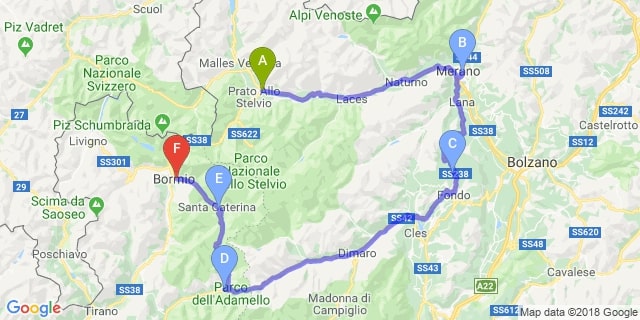 Scuol
Alpi Venoste
Piz Vadret
Parco
Nazionale
Svizzero
Malles Ve
A
B
SS44
Merano
SS508
Prato Allo
Stelvio
Laces
Naturno
Lana
27
Castelrotto
SS242
Piz Schumbraida
SS38
SS622
SS38
SS12
Livigno
F
C
SS301
Parco
Nazionale
llo Stelvio
Bolzano
Bormio
E
SS238
29
Scima da
Saoseo
Santa Caterina
Fondo
SS42
Cles
SS620
Poschiavo
D
Dimaro
SS48
SS43
Cavalese
SS38
Parco
dell'Adamello
A22
Tirano
Madonna di
Campiglio
SS612
Google
Map data ©2018 Google